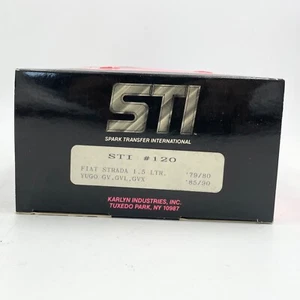 STI
SPARK TRANSFER INTERNATIONAL
STI #120
FIAT STRADA 1.5 LTR. '79/80
YUGO GV,GVL,GVX '85/90
KARLYN INDUSTRIES, INC.
TUXEDO PARK, NY 10987